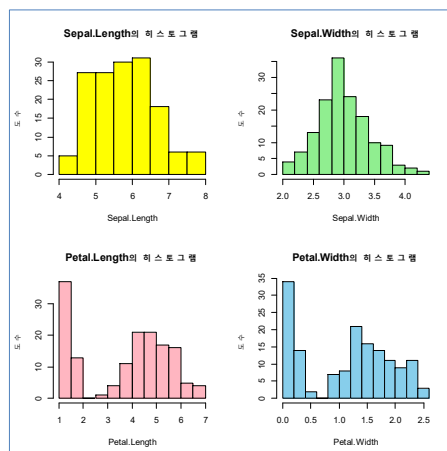 Sepal.Length의 히스토그램
도수
0 5 10 15 20 25 30
4 5 6 7 8
Sepal.Length
Sepal.Width의 히스토그램
도수
0 5 10 20 30
2.0 2.5 3.0 3.5 4.0
Sepal.Width
Petal.Length의 히스토그램
도수
0 10 20 30
1 2 3 4 5 6 7
Petal.Length
Petal.Width의 히스토그램
도수
0 5 10 15 20 25 30 35
0.0 0.5 1.0 1.5 2.0 2.5
Petal.Width